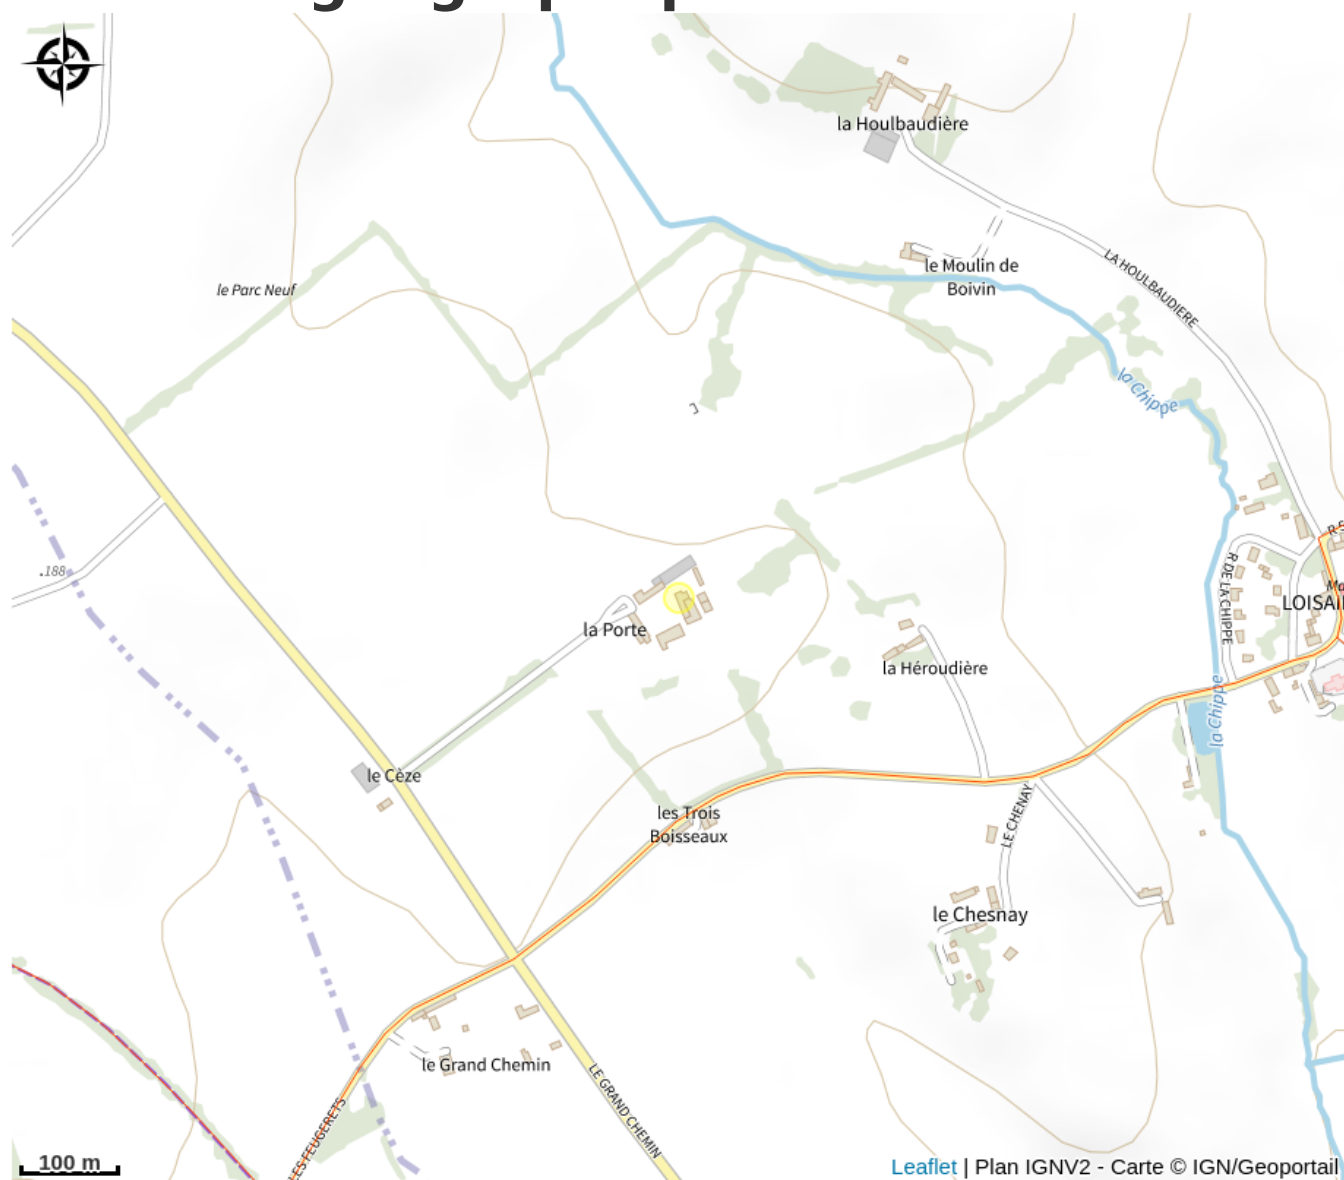 la Houlbaudière
le Moulin de
Boivin
LA HOULBAUDIERE
le Parc Neuf
la Chippe
.188
R DE LA CHIPPE
LOISAI
la Porte
la Héroudière
la Chippe
le Cèze
les Trois
Boisseaux
LE CHENAY
le Chesnay
le Grand Chemin
LE GRAND CHEMIN
LES FEUGERETS
100 m
Leaflet | Plan IGNV2 - Carte © IGN/Geoportail